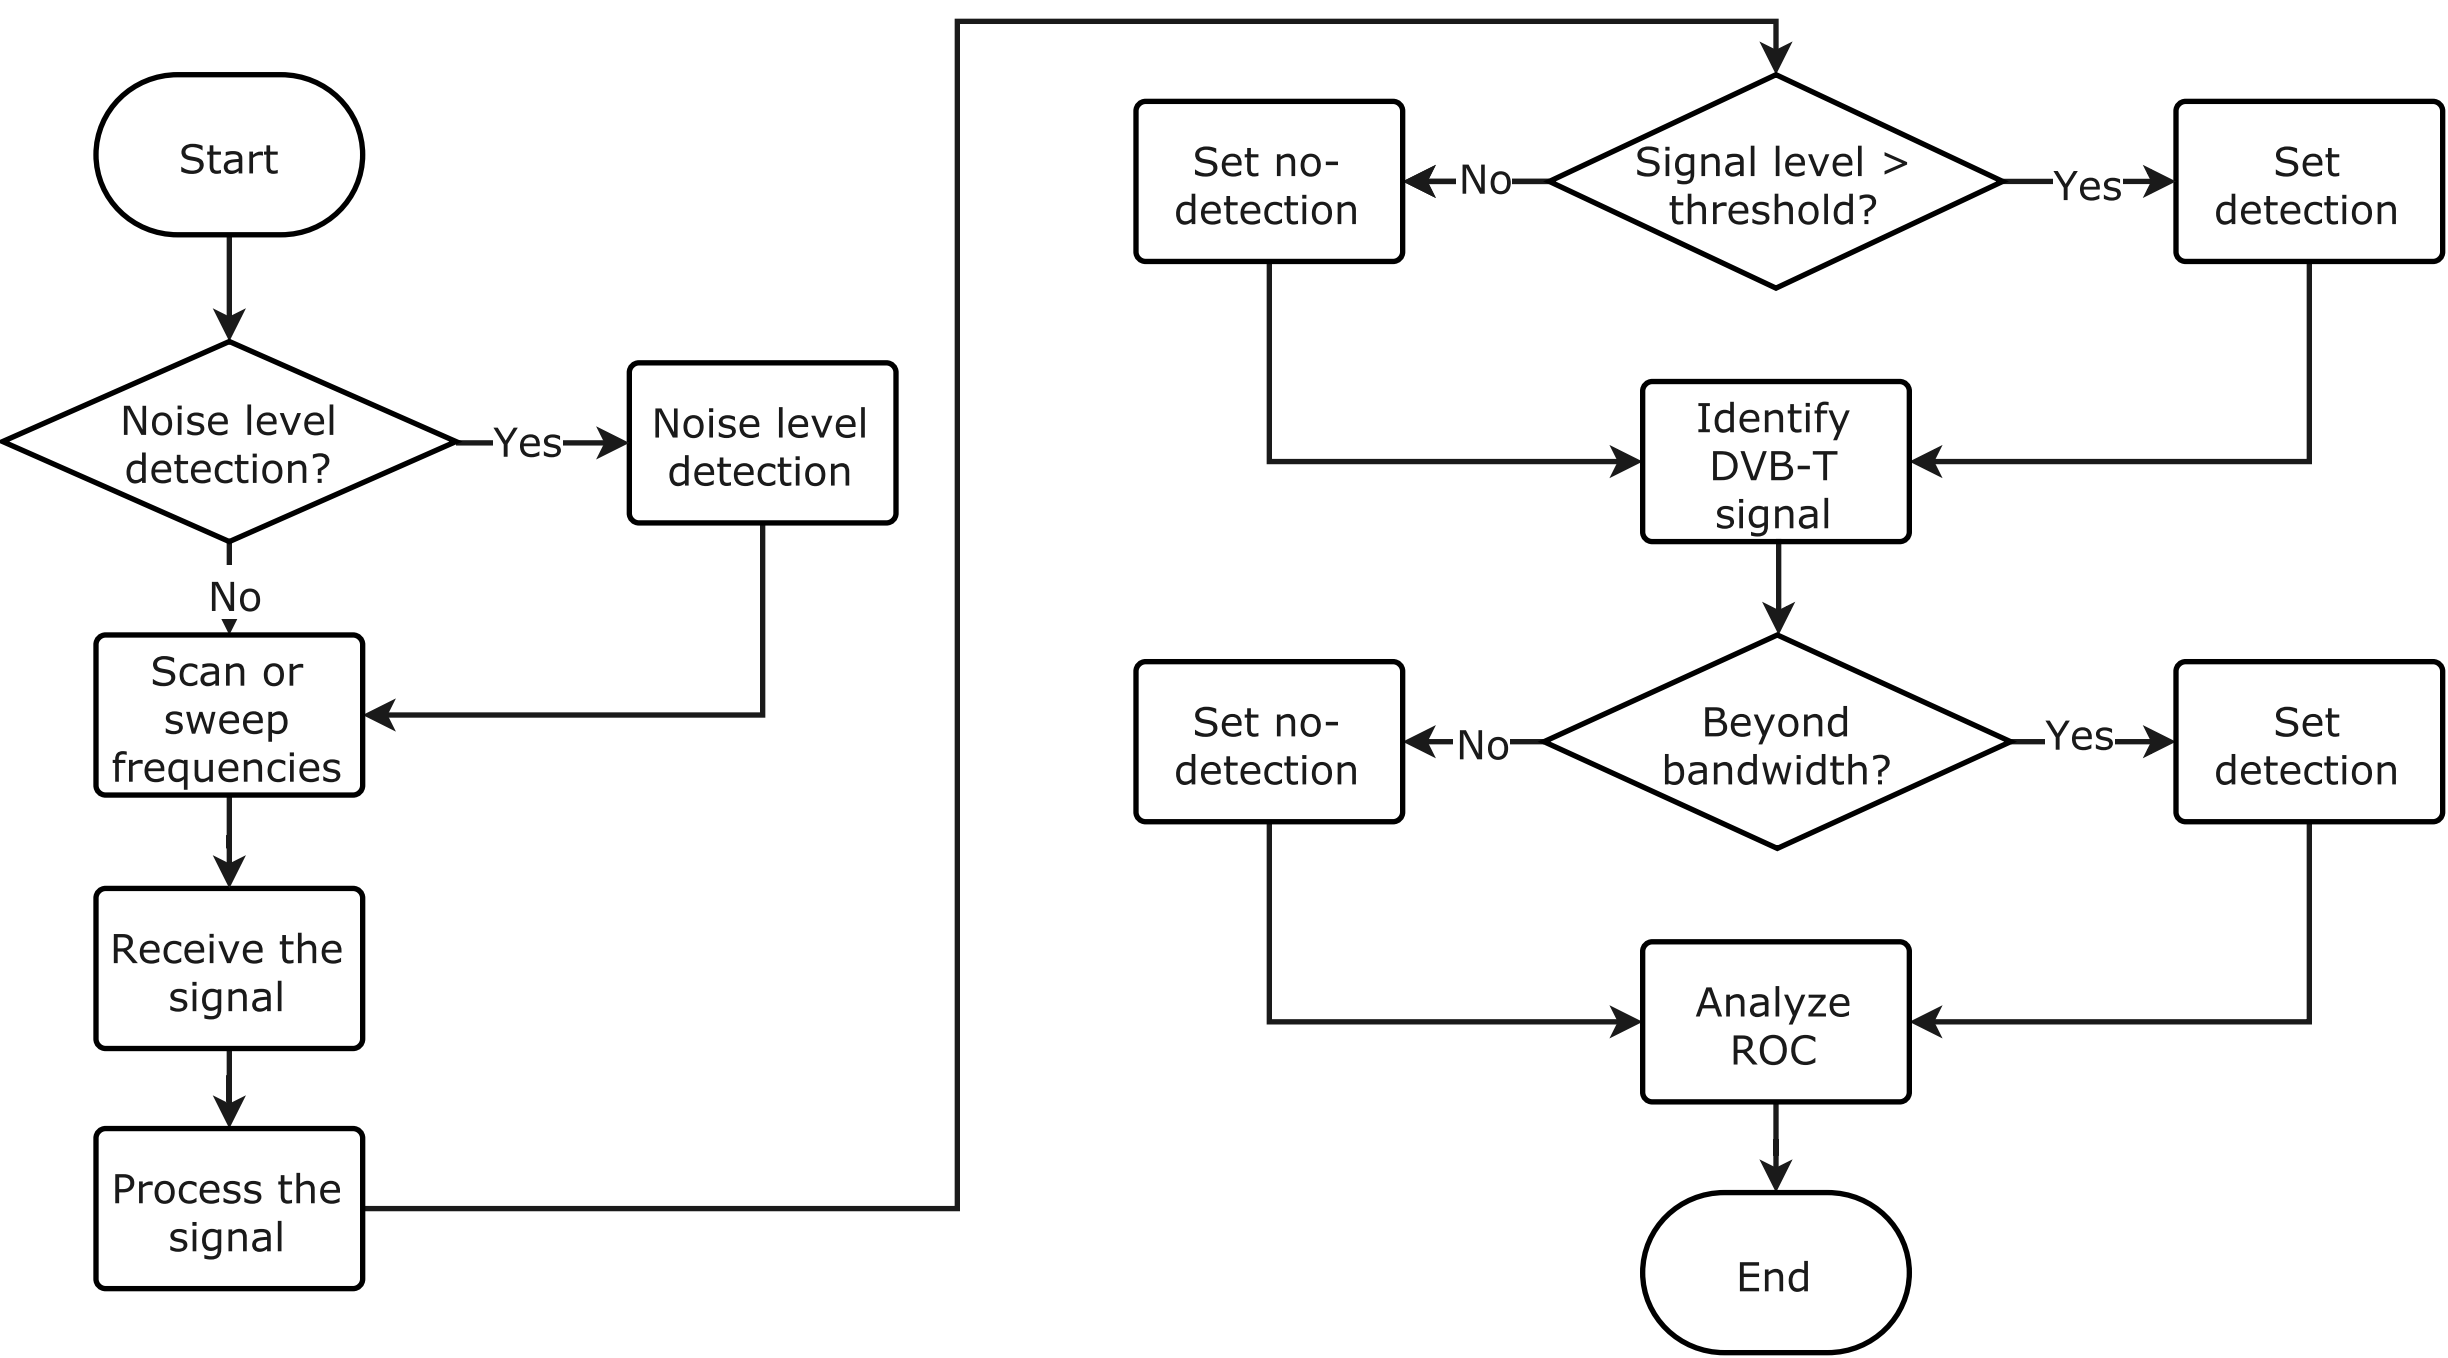 Start
Noise level
detection?
Yes
Noise level
detection
No
Scan or
sweep
frequencies
Receive the
signal
Process the
signal
Signal level >
threshold?
No
Set no-
detection
Yes
Set
detection
Identify
DVB-T
signal
Beyond
bandwidth?
No
Set no-
detection
Yes
Set
detection
Analyze
ROC
End